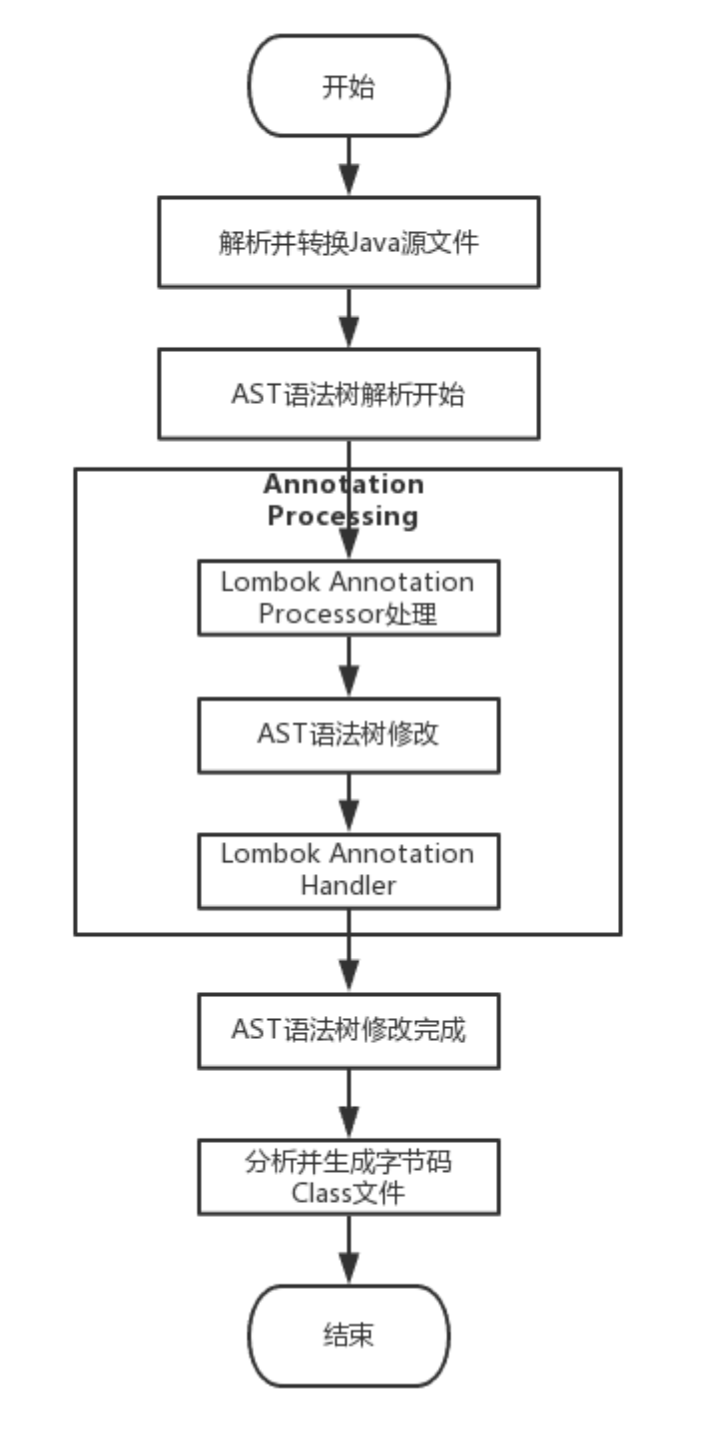 开始
解析并转换Java源文件
AST语法树解析开始
Annotation
Processing
Lombok Annotation
Processor处理
AST语法树修改
Lombok Annotation
Handler
AST语法树修改完成
分析并生成字节码
Class文件
结束